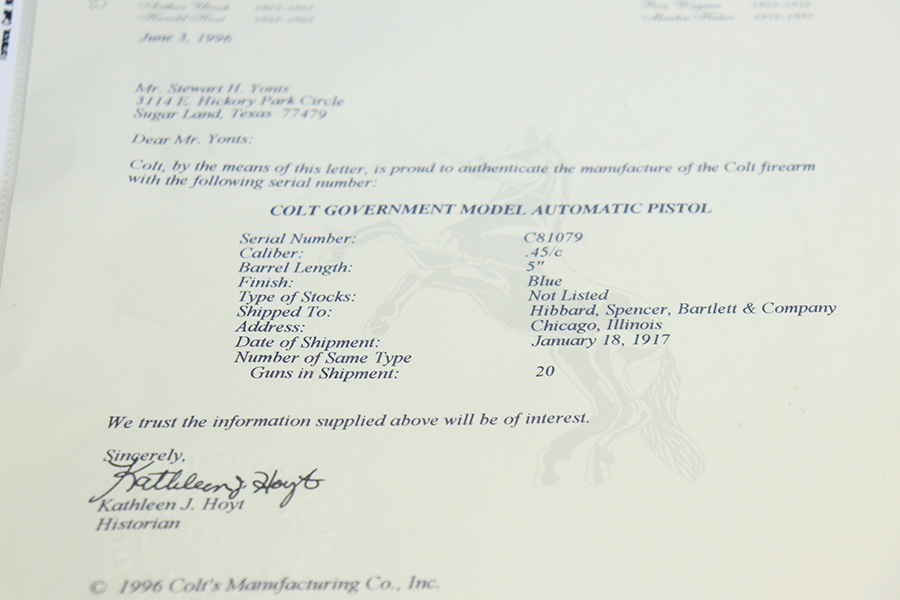 June 3, 1996
Mr. Stewart H. Yonts
3114 E. Hickory Park Circle
Sugar Land, Texas 77479
Dear Mr. Yonts:
Colt, by the means of this letter, is proud to authenticate the manufacture of the Colt firearm
with the following serial number:
COLT GOVERNMENT MODEL AUTOMATIC PISTOL
Serial Number: C81079
Caliber: .45/c
Barrel Length: 5"
Finish: Blue
Type of Stocks: Not Listed
Shipped To: Hibbard, Spencer, Bartlett & Company
Address: Chicago, Illinois
Date of Shipment: January 18, 1917
Number of Same Type
Guns in Shipment: 20
We trust the information supplied above will be of interest.
Sincerely,
Kathleen J. Hoyt
Kathleen J. Hoyt
Historian
© 1996 Colt's Manufacturing Co., Inc.